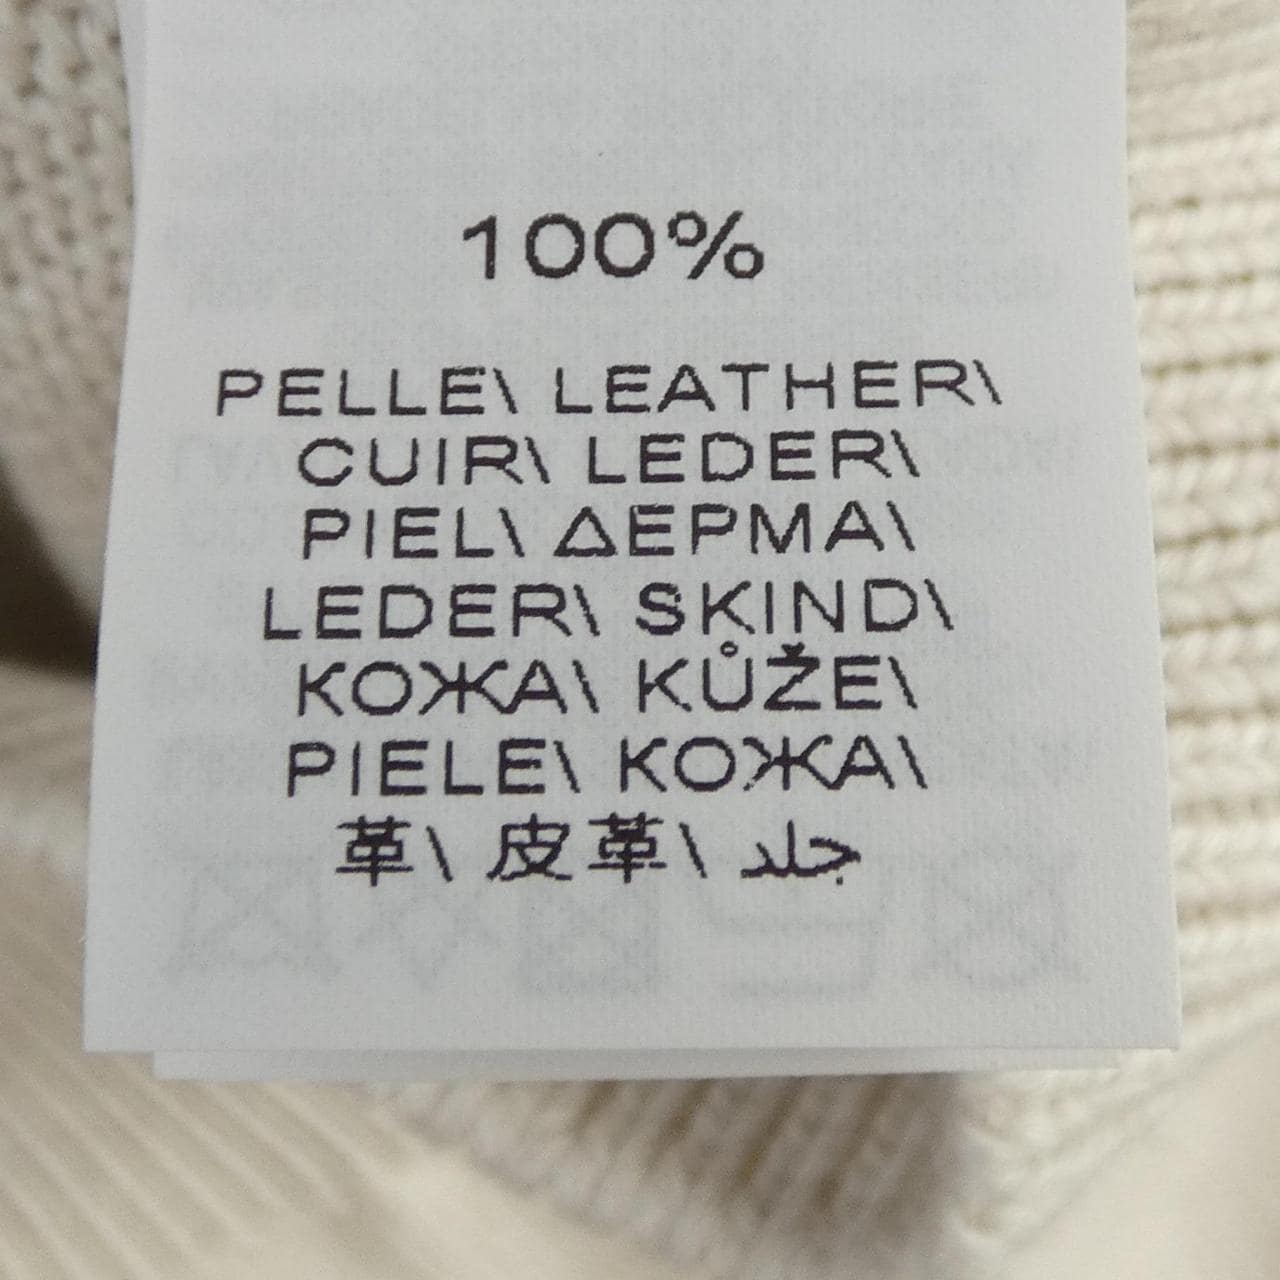 100%
PELLE\ LEATHER\
CUIR\ LEDER\
PIEL\ ΔΕΡΜΑ\
LEDER\ SKIND\
КОЖА\ KŮŽE\
PIELE\ КОЖА\
革\ 皮革\ جلد